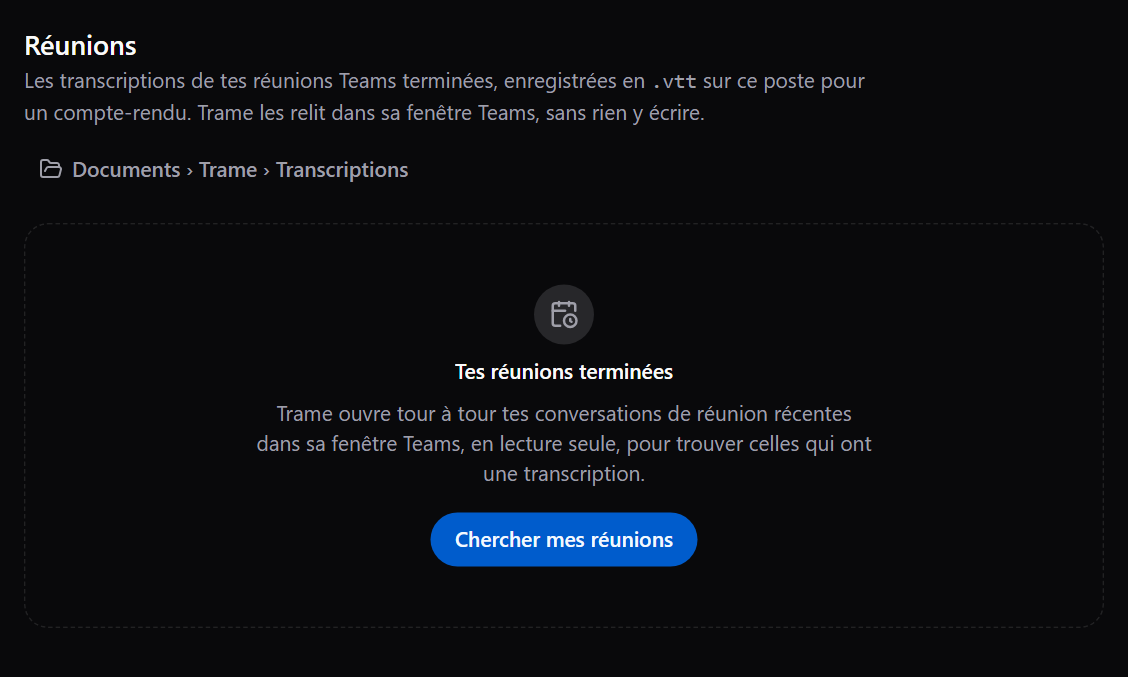 Réunions
Les transcriptions de tes réunions Teams terminées, enregistrées en .vtt sur ce poste pour
un compte-rendu. Trame les relit dans sa fenêtre Teams, sans rien y écrire.
Documents › Trame › Transcriptions
Tes réunions terminées
Trame ouvre tour à tour tes conversations de réunion récentes
dans sa fenêtre Teams, en lecture seule, pour trouver celles qui ont
une transcription.
Chercher mes réunions